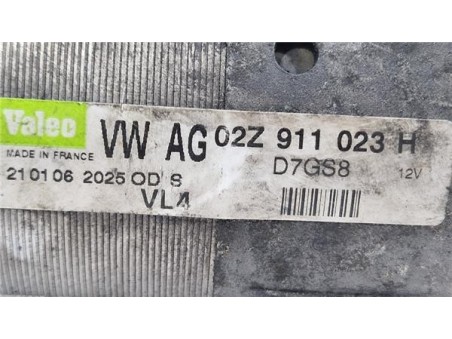 Valeo VW AG 02Z 911 023 H
MADE IN FRANCE D7GS8 12V
210106 2025 OD S
VL4